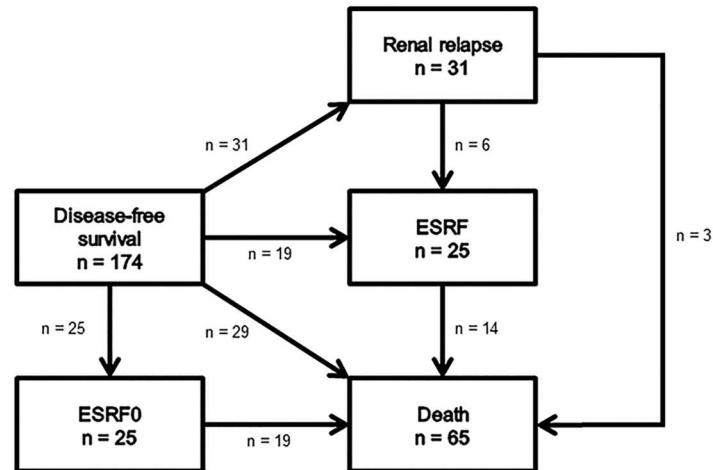 Renal relapse
n = 31
n = 31
n = 6
Disease-free
survival
n = 174
ESRF
n = 25
n = 19
n = 3
n = 25
n = 29
n = 14
ESRF0
n = 25
n = 19
Death
n = 65